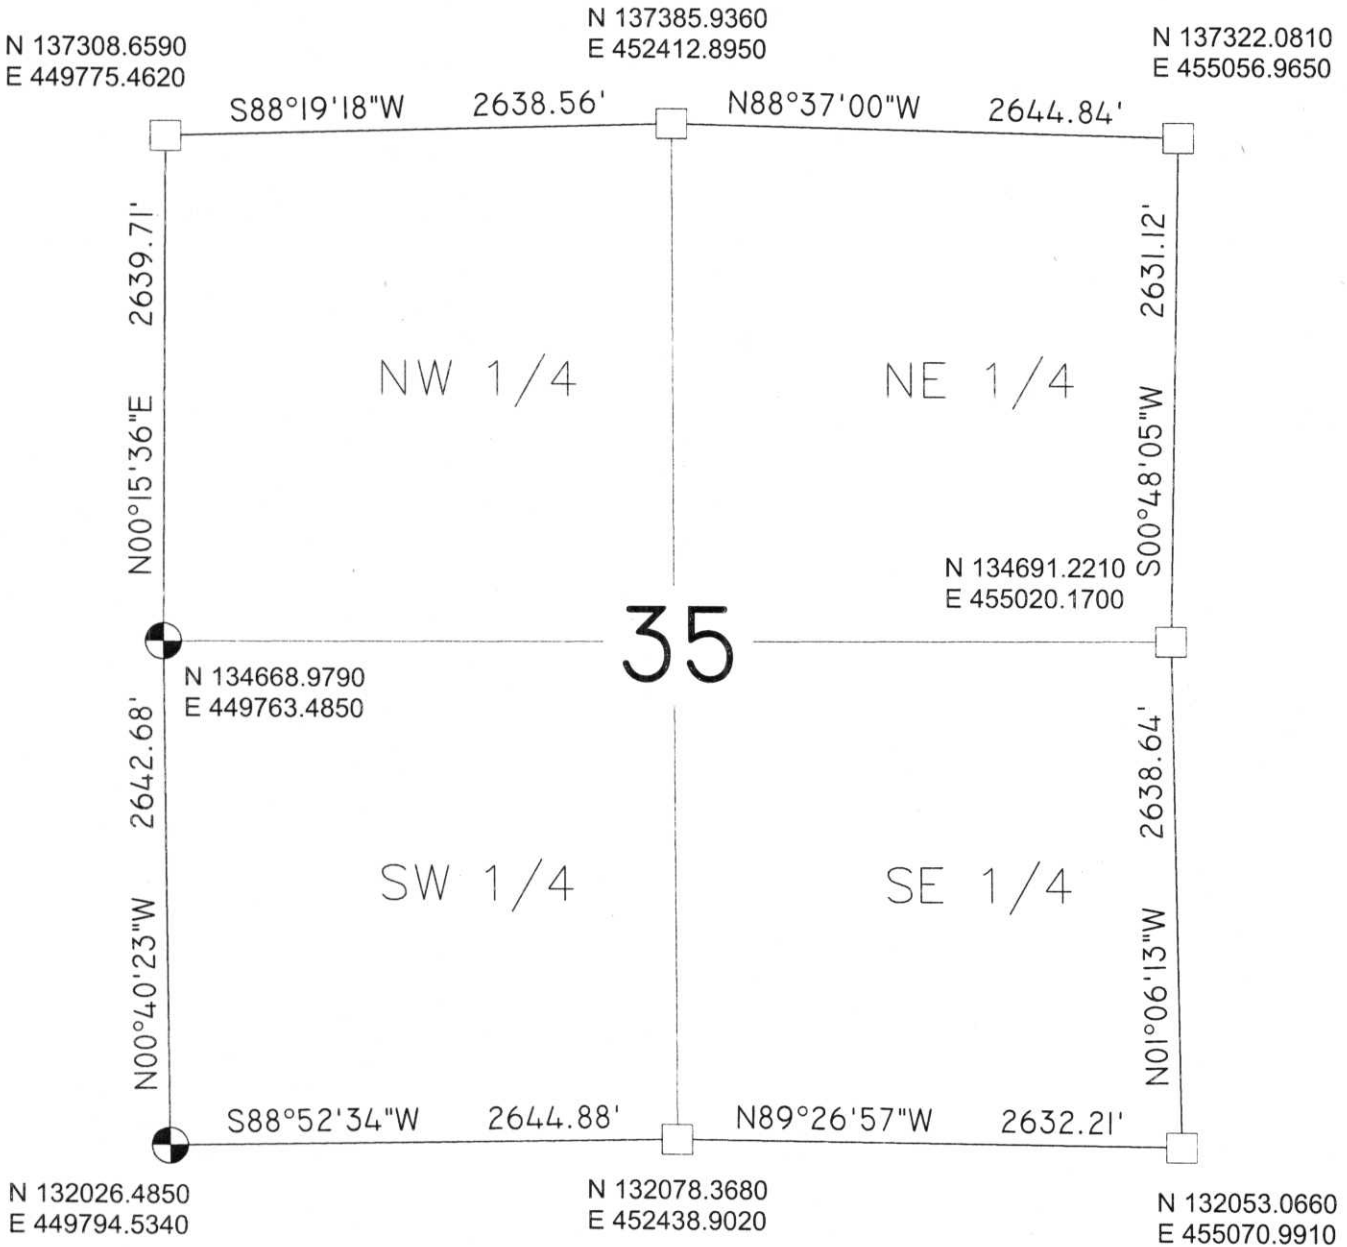 N 137385.9360
E 452412.8950
N 137308.6590
E 449775.4620
N 137322.0810
E 455056.9650
S88°19'18"W 2638.56' N88°37'00"W 2644.84'
2639.71'
N00°15'36"E
2631.12'
S00°48'05"W
NW 1/4 NE 1/4
N 134691.2210
E 455020.1700
35
N 134668.9790
E 449763.4850
2642.68'
N00°40'23"W
2638.64'
N01°06'13"W
SW 1/4 SE 1/4
S88°52'34"W 2644.88' N89°26'57"W 2632.21'
N 132026.4850
E 449794.5340
N 132078.3680
E 452438.9020
N 132053.0660
E 455070.9910